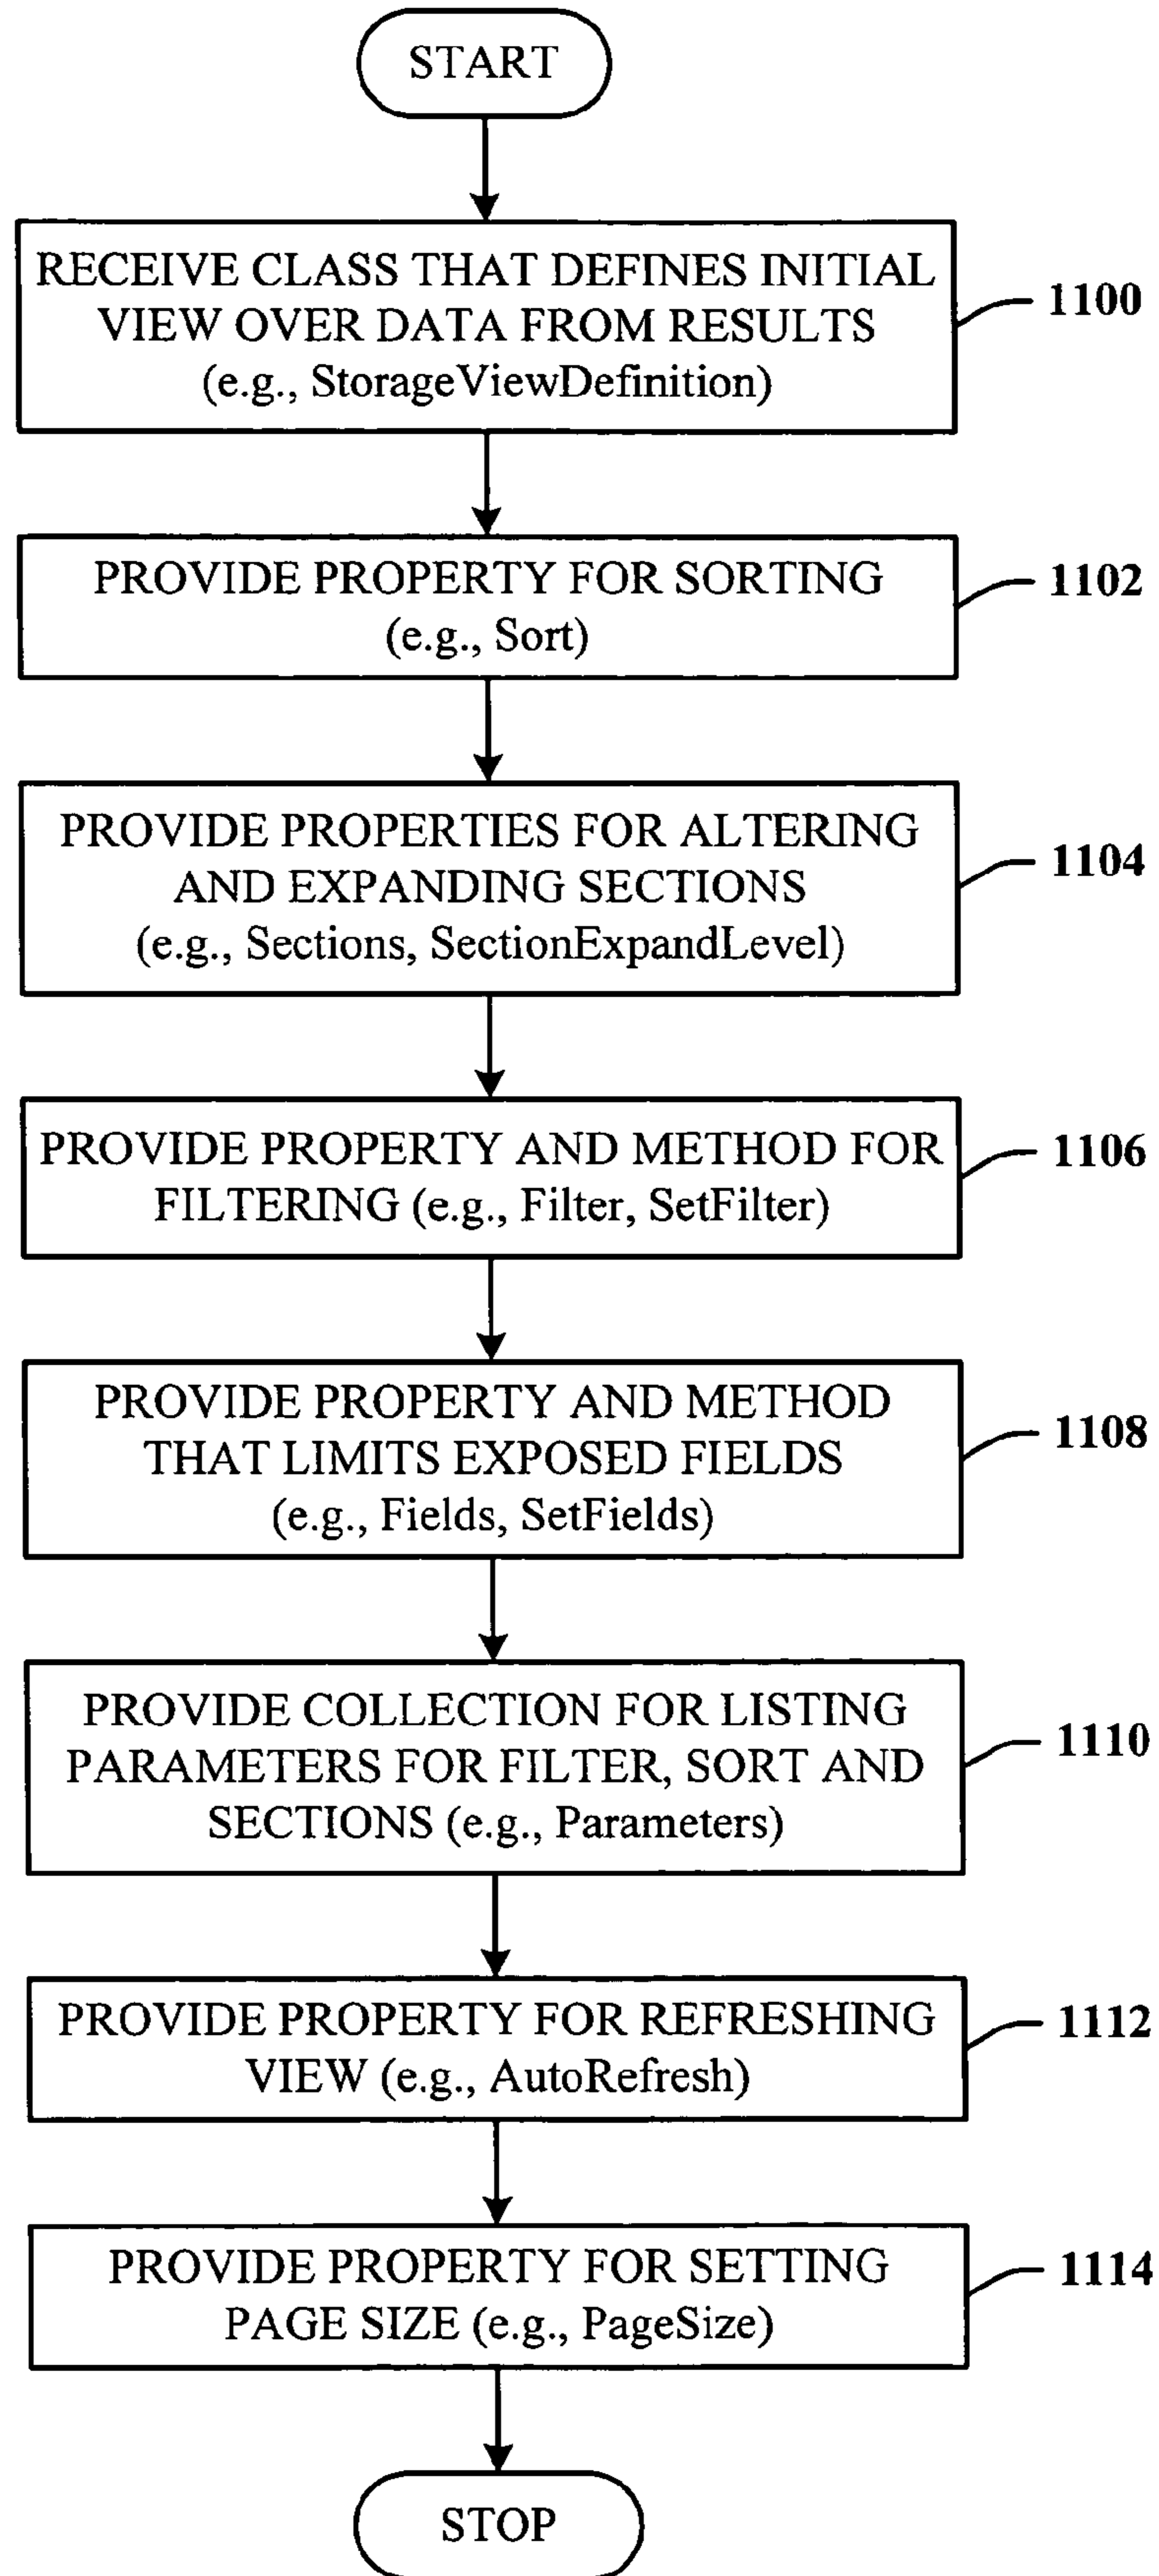 START
RECEIVE CLASS THAT DEFINES INITIAL
VIEW OVER DATA FROM RESULTS
(e.g., StorageViewDefinition)
1100
PROVIDE PROPERTY FOR SORTING
(e.g., Sort)
1102
PROVIDE PROPERTIES FOR ALTERING
AND EXPANDING SECTIONS
(e.g., Sections, SectionExpandLevel)
1104
PROVIDE PROPERTY AND METHOD FOR
FILTERING (e.g., Filter, SetFilter)
1106
PROVIDE PROPERTY AND METHOD
THAT LIMITS EXPOSED FIELDS
(e.g., Fields, SetFields)
1108
PROVIDE COLLECTION FOR LISTING
PARAMETERS FOR FILTER, SORT AND
SECTIONS (e.g., Parameters)
1110
PROVIDE PROPERTY FOR REFRESHING
VIEW (e.g., AutoRefresh)
1112
PROVIDE PROPERTY FOR SETTING
PAGE SIZE (e.g., PageSize)
1114
STOP